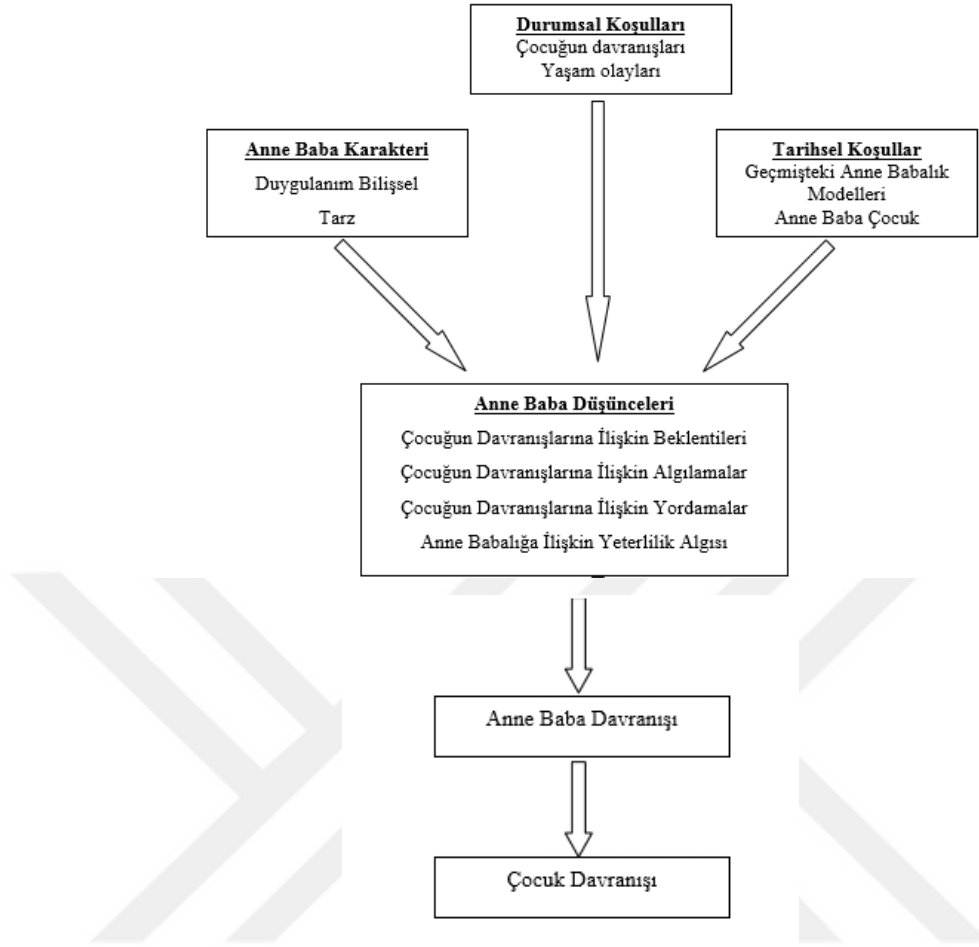 Durumsal Koşulları
Çocuğun davranışları
Yaşam olayları
Anne Baba Karakteri
Duygulanım Bilişsel
Tarz
Tarihsel Koşullar
Geçmişteki Anne Babalık
Modelleri
Anne Baba Çocuk
Anne Baba Düşünceleri
Çocuğun Davranışlarına İlişkin Beklentileri
Çocuğun Davranışlarına İlişkin Algılamalar
Çocuğun Davranışlarına İlişkin Yordamalar
Anne Babalığa İlişkin Yeterlilik Algısı
Anne Baba Davranışı
Çocuk Davranışı